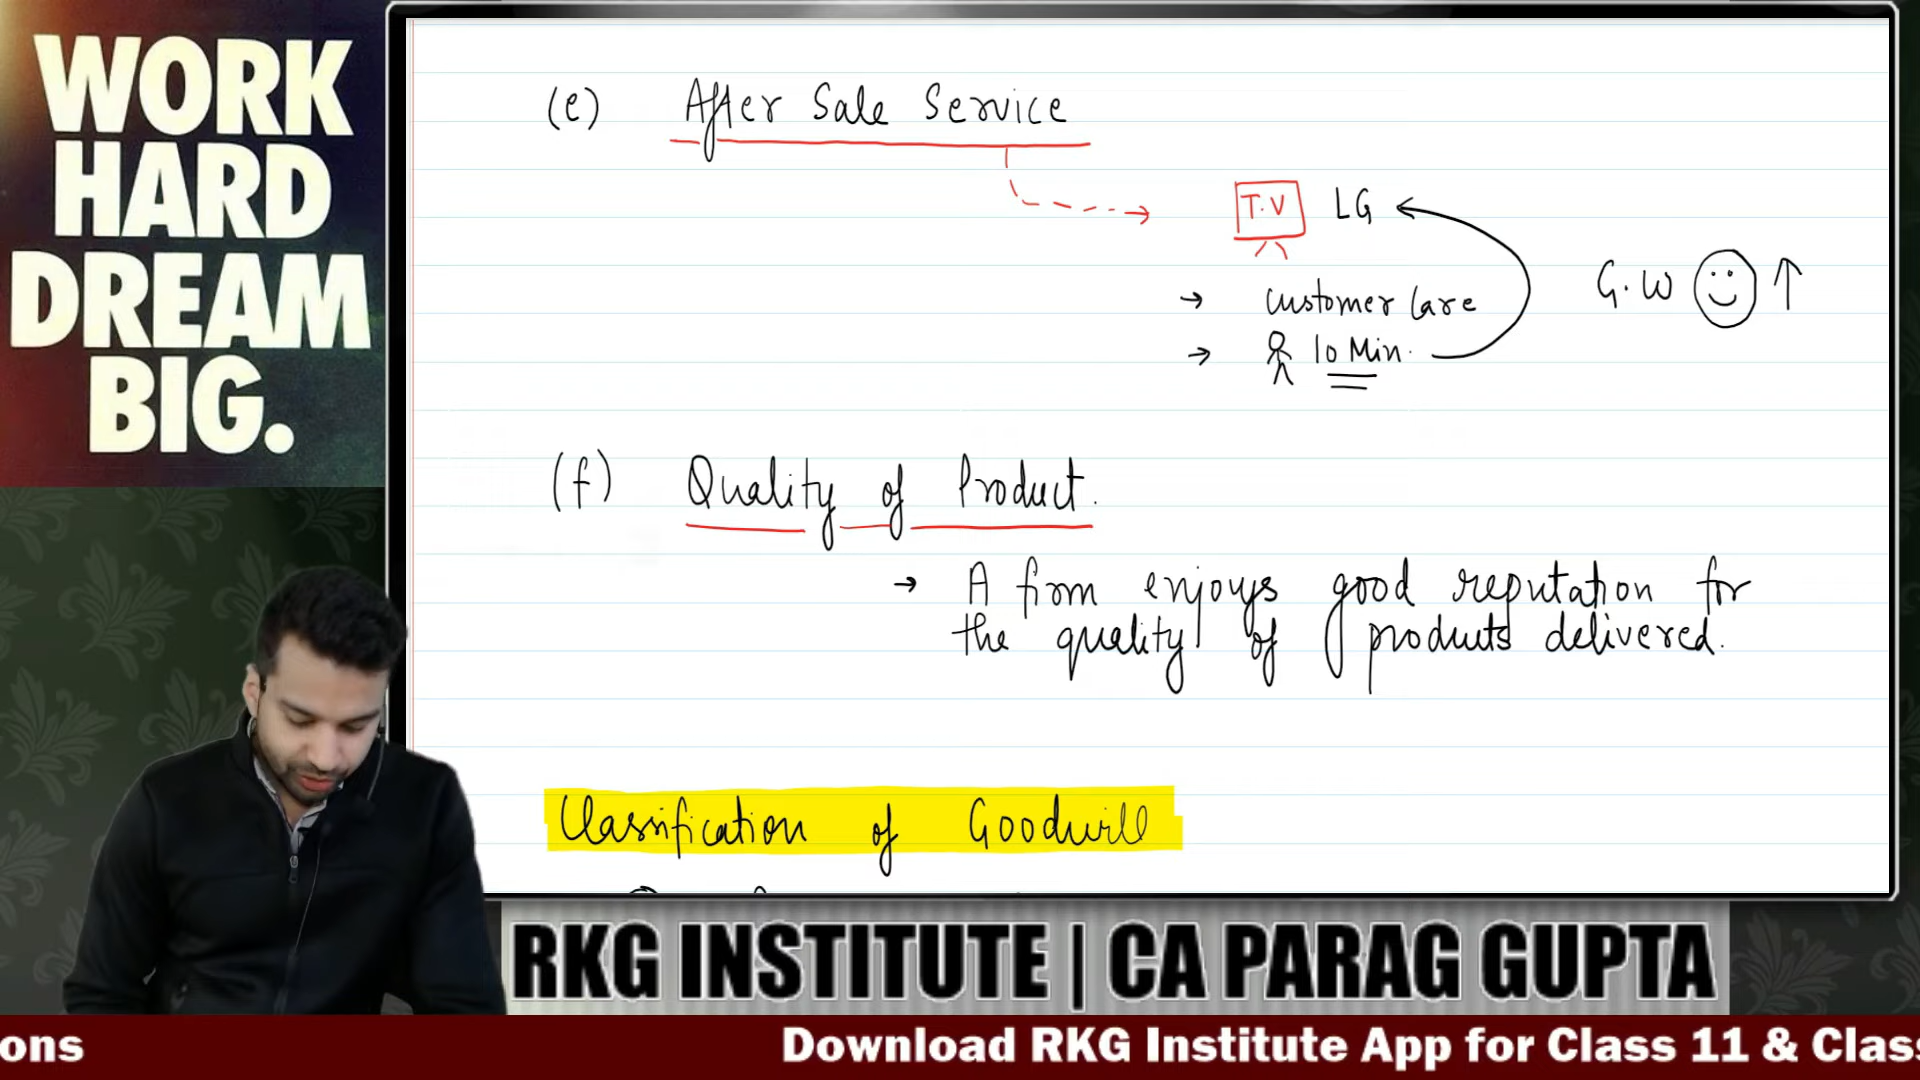 WORK
HARD
DREAM
BIG.
(e) After Sale Service
T.V LG
→ Customer Care
G.W ↑
→ 10 Min.
(f) Quality of Product.
→ A firm enjoys good reputation for
the quality of products delivered.
Classification of Goodwill
RKG INSTITUTE | CA PARAG GUPTA
ons
Download RKG Institute App for Class 11 & Clas